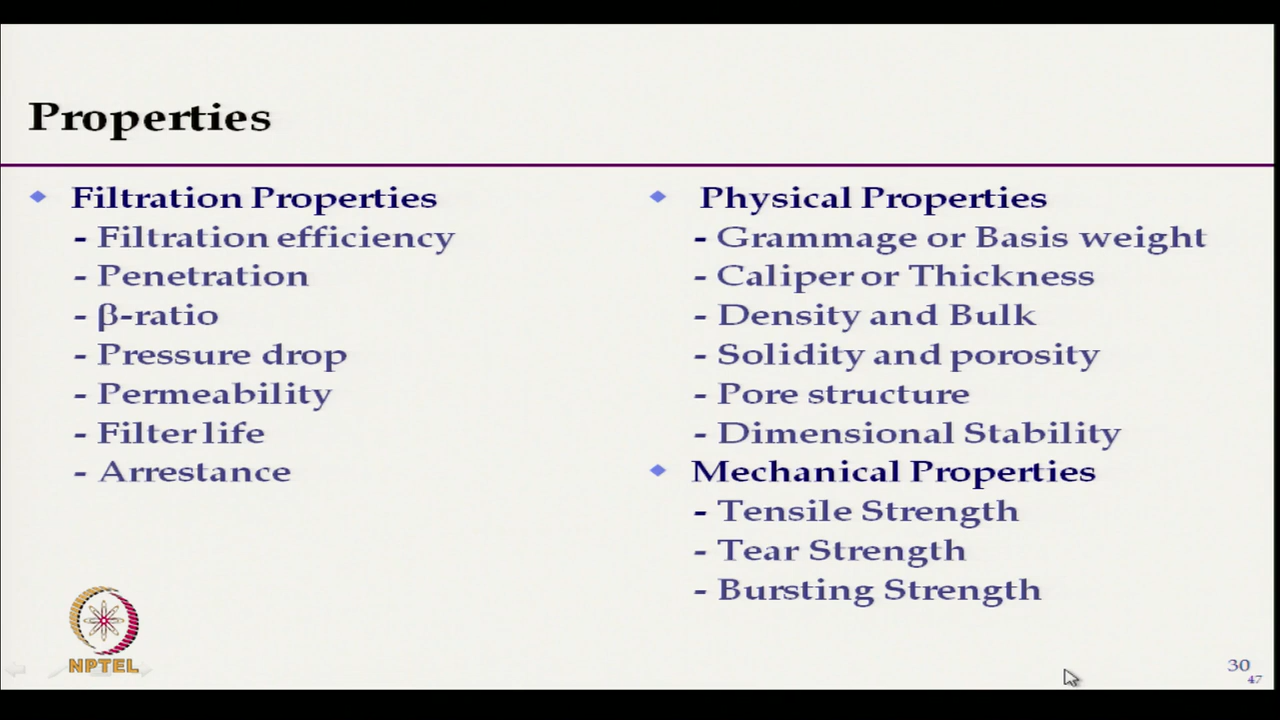 Properties
Filtration Properties
- Filtration efficiency
- Penetration
- β-ratio
- Pressure drop
- Permeability
- Filter life
- Arrestance
Physical Properties
- Grammage or Basis weight
- Caliper or Thickness
- Density and Bulk
- Solidity and porosity
- Pore structure
- Dimensional Stability
Mechanical Properties
- Tensile Strength
- Tear Strength
- Bursting Strength
NPTEL
30
47